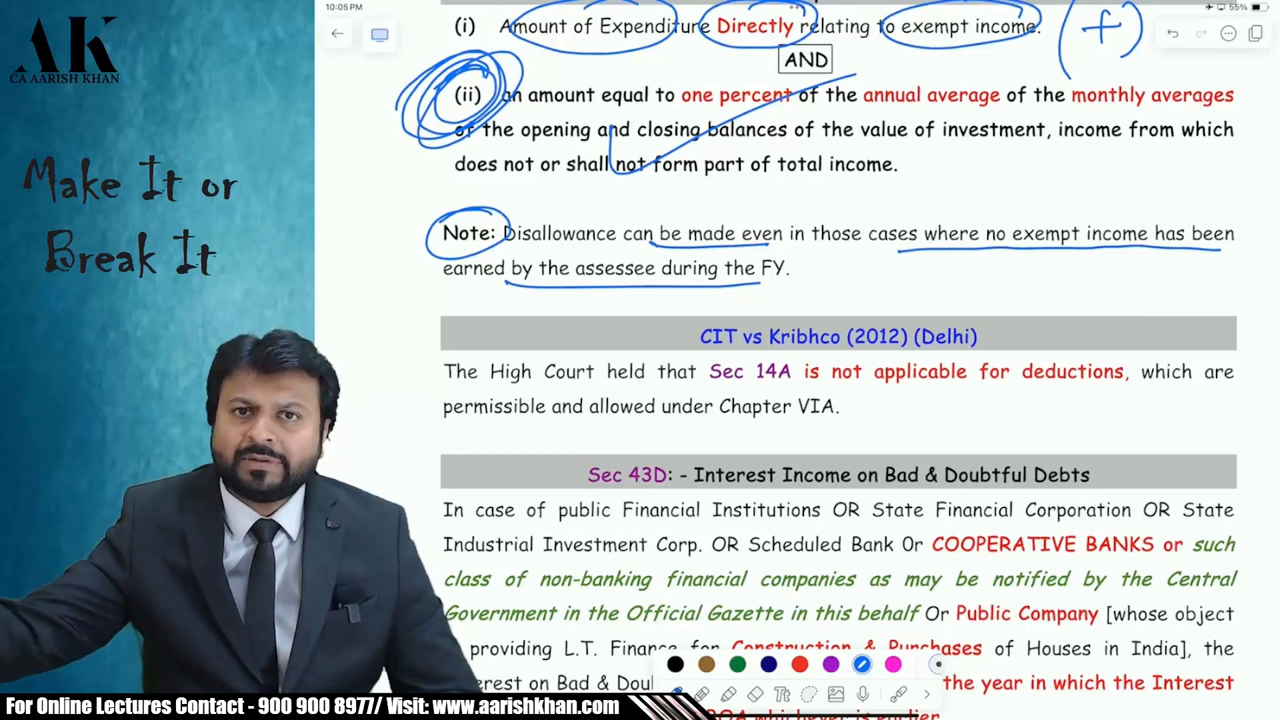 10:05 PM
55%
AK
CA AARISH KHAN
Make It or
Break It
(i) Amount of Expenditure Directly relating to exempt income.
(+)
AND
(ii) an amount equal to one percent of the annual average of the monthly averages
of the opening and closing balances of the value of investment, income from which
does not or shall not form part of total income.
Note: Disallowance can be made even in those cases where no exempt income has been
earned by the assessee during the FY.
CIT vs Kribhco (2012) (Delhi)
The High Court held that Sec 14A is not applicable for deductions, which are
permissible and allowed under Chapter VIA.
Sec 43D: - Interest Income on Bad & Doubtful Debts
In case of public Financial Institutions OR State Financial Corporation OR State
Industrial Investment Corp. OR Scheduled Bank Or COOPERATIVE BANKS or such
class of non-banking financial companies as may be notified by the Central
Government in the Official Gazette in this behalf Or Public Company [whose object
providing L.T. Finance for Construction & Purchases of Houses in India], the
erest on Bad & Doul
the year in which the Interest
BOA whichever is earlier
For Online Lectures Contact - 900 900 8977/ Visit: www.aarishkhan.com